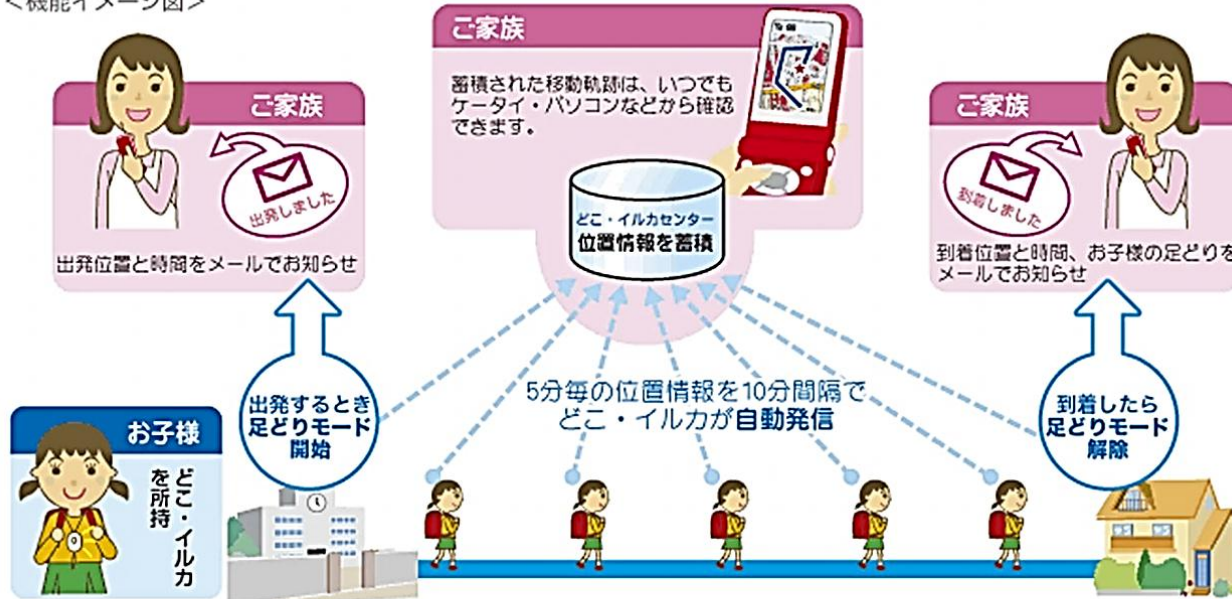 <機能イメージ図>
ご家族
出発しました
出発位置と時間をメールでお知らせ
ご家族
蓄積された移動軌跡は、いつでも
ケータイ・パソコンなどから確認
できます。
どこ・イルカセンター
位置情報を蓄積
ご家族
到着しました
到着位置と時間、お子様の足どりを
メールでお知らせ
出発するとき
足どりモード
開始
5分毎の位置情報を10分間隔で
どこ・イルカが自動発信
到着したら
足どりモード
解除
お子様
どこ・イルカ
を所持